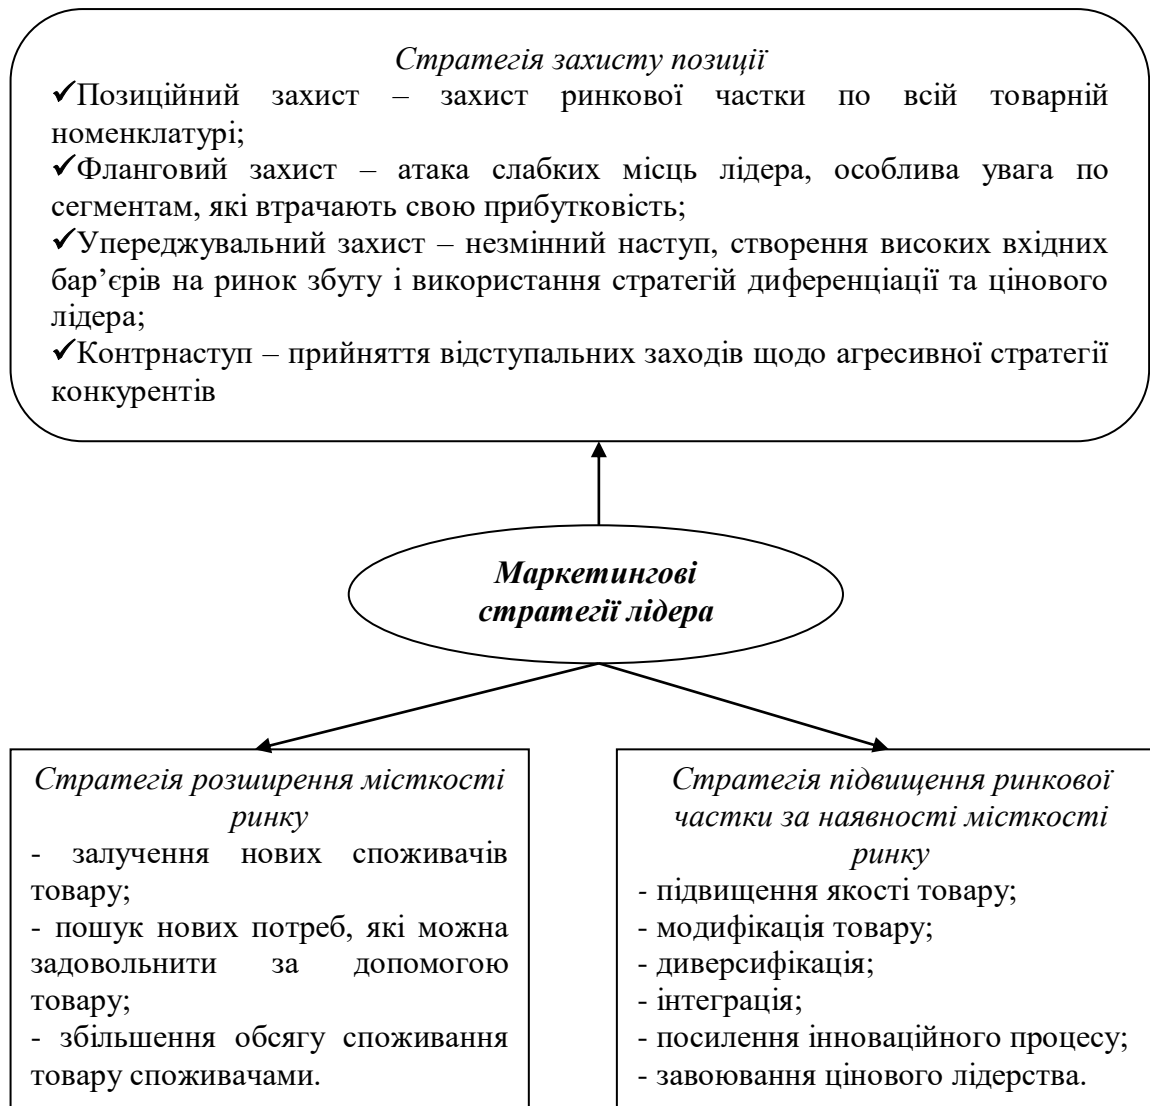 Стратегія захисту позиції
✓Позиційний захист – захист ринкової частки по всій товарній
номенклатурі;
✓Фланговий захист – атака слабких місць лідера, особлива увага по
сегментам, які втрачають свою прибутковість;
✓Упереджувальний захист – незмінний наступ, створення високих вхідних
бар’єрів на ринок збуту і використання стратегій диференціації та цінового
лідера;
✓Контрнаступ – прийняття відступальних заходів щодо агресивної стратегії
конкурентів
Маркетингові
стратегії лідера
Стратегія розширення місткості
ринку
- залучення нових споживачів
товару;
- пошук нових потреб, які можна
задовольнити за допомогою
товару;
- збільшення обсягу споживання
товару споживачами.
Стратегія підвищення ринкової
частки за наявності місткості
ринку
- підвищення якості товару;
- модифікація товару;
- диверсифікація;
- інтеграція;
- посилення інноваційного процесу;
- завоювання цінового лідерства.